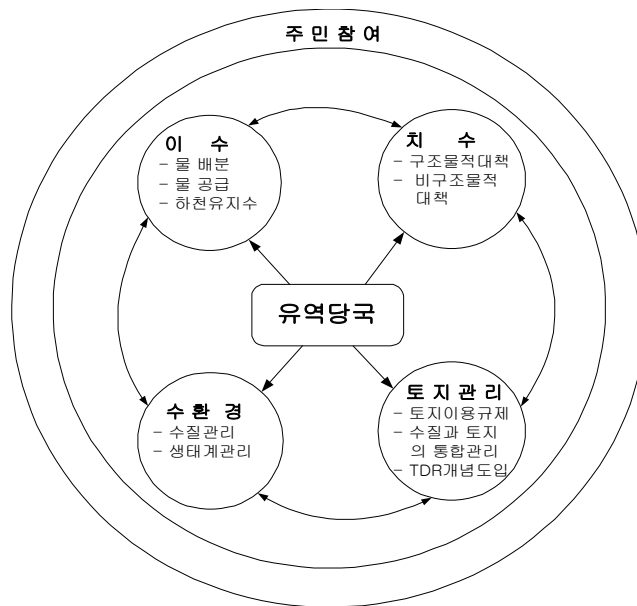 주 민 참 여
이 수
- 물 배분
- 물 공급
- 하천유지수
치 수
- 구조물적대책
- 비구조물적
대책
유역당국
수 환 경
- 수질관리
- 생태계관리
토 지 관 리
- 토지이용규제
- 수질과 토지
의 통합관리
- TDR개념도입